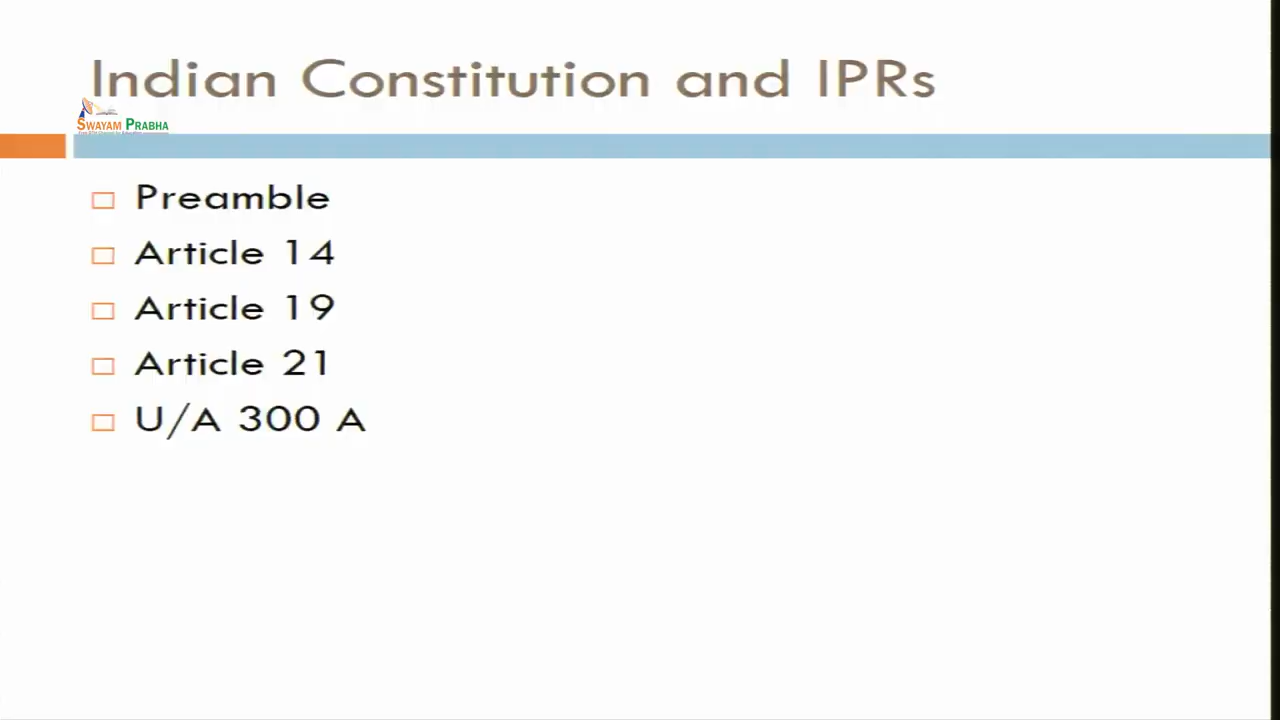 Indian Constitution and IPRs
SWAYAM PRABHA
Preamble
Article 14
Article 19
Article 21
U/A 300 A